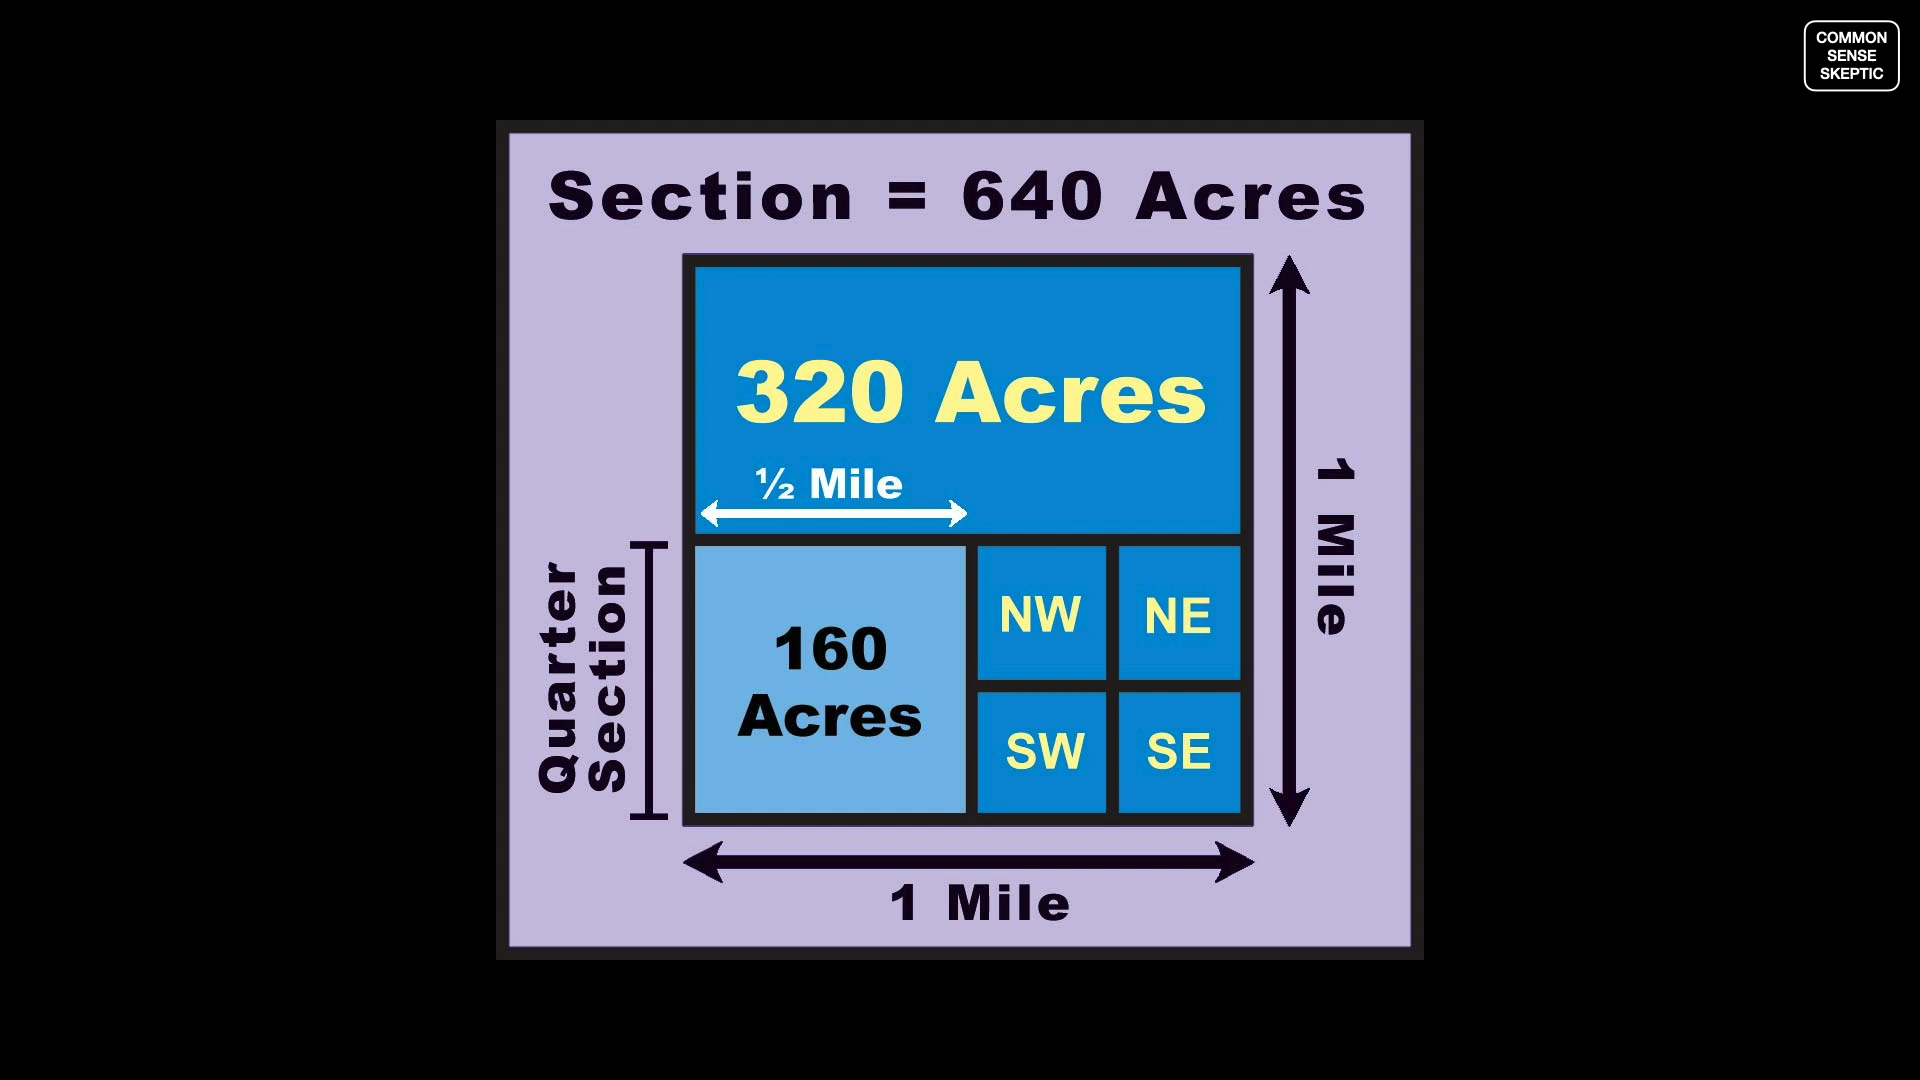 COMMON
SENSE
SKEPTIC
Section = 640 Acres
320 Acres
½ Mile
1 Mile
Quarter
Section
160
Acres
NW
NE
SW
SE
1 Mile